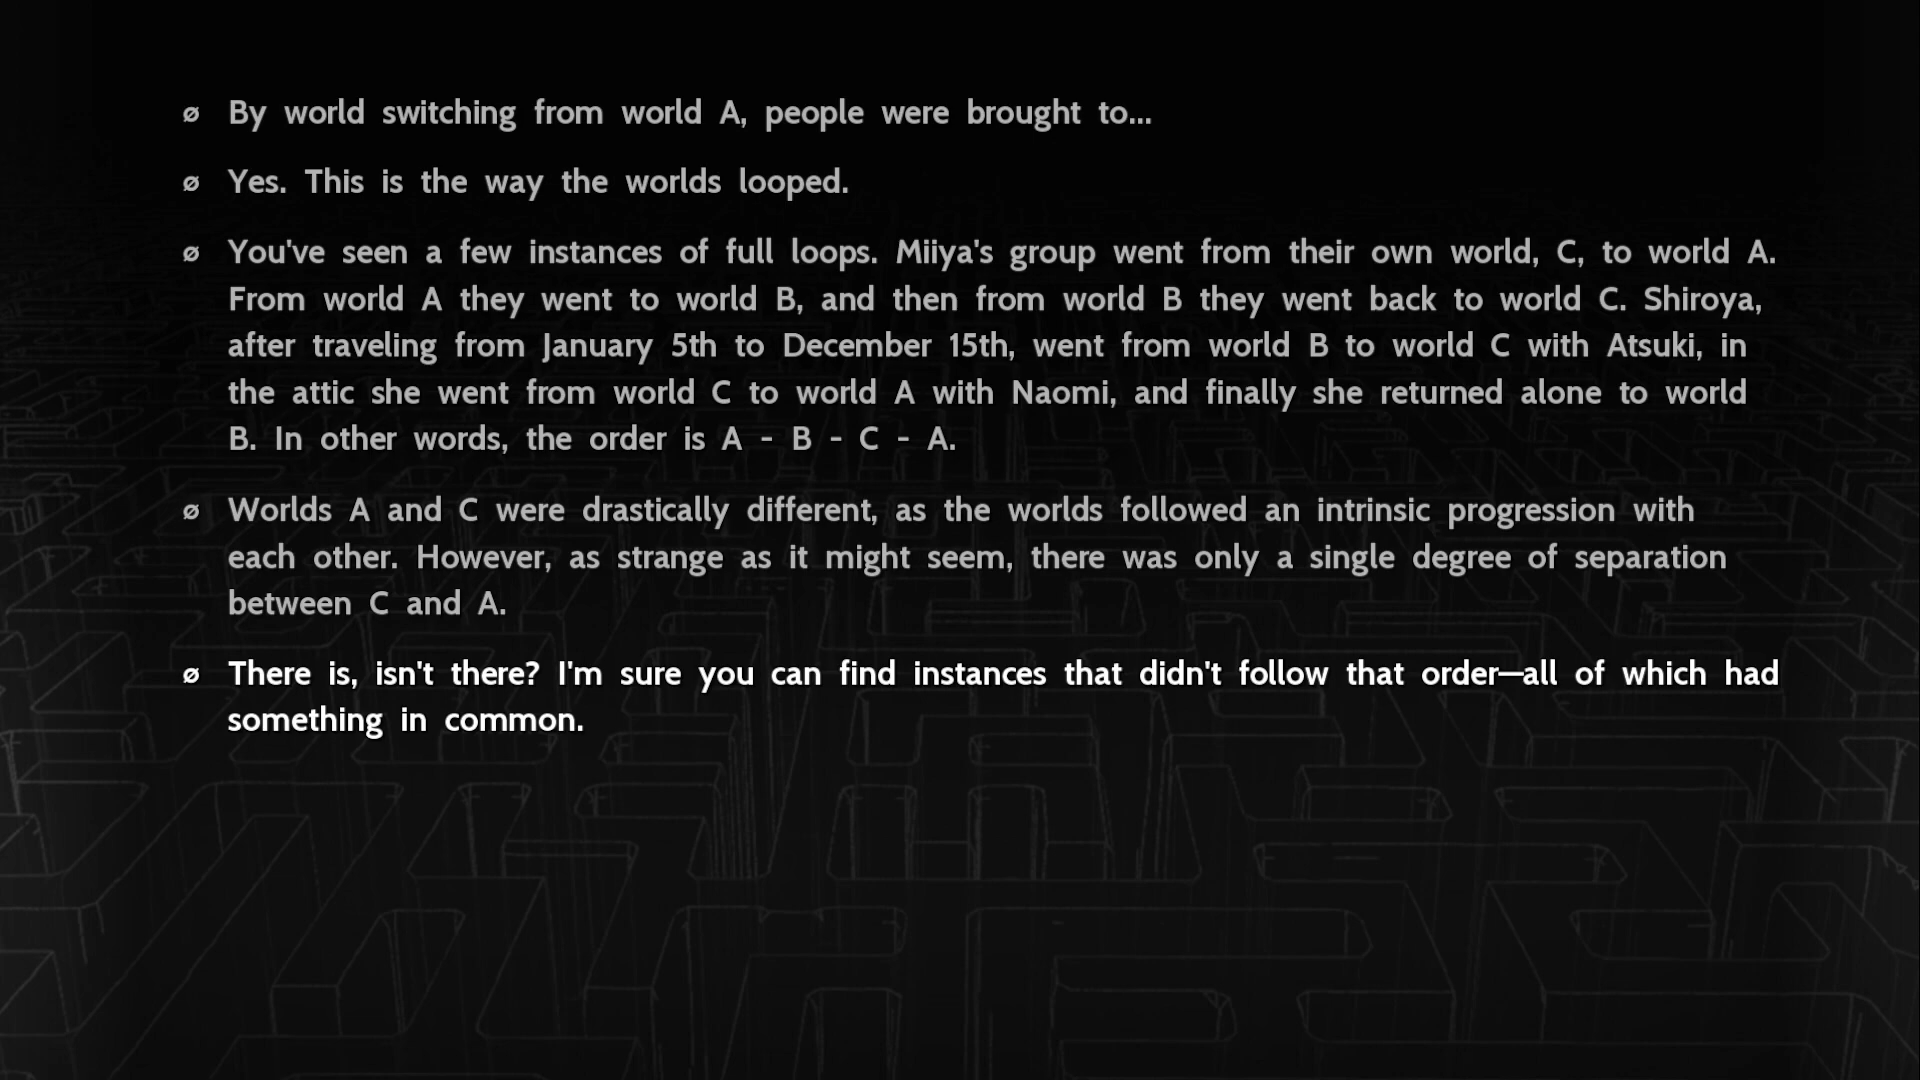 ø By world switching from world A, people were brought to...
ø Yes. This is the way the worlds looped.
ø You've seen a few instances of full loops. Miiya's group went from their own world, C, to world A.
From world A they went to world B, and then from world B they went back to world C. Shiroya,
after traveling from January 5th to December 15th, went from world B to world C with Atsuki, in
the attic she went from world C to world A with Naomi, and finally she returned alone to world
B. In other words, the order is A - B - C - A.
ø Worlds A and C were drastically different, as the worlds followed an intrinsic progression with
each other. However, as strange as it might seem, there was only a single degree of separation
between C and A.
ø There is, isn't there? I'm sure you can find instances that didn't follow that order—all of which had
something in common.